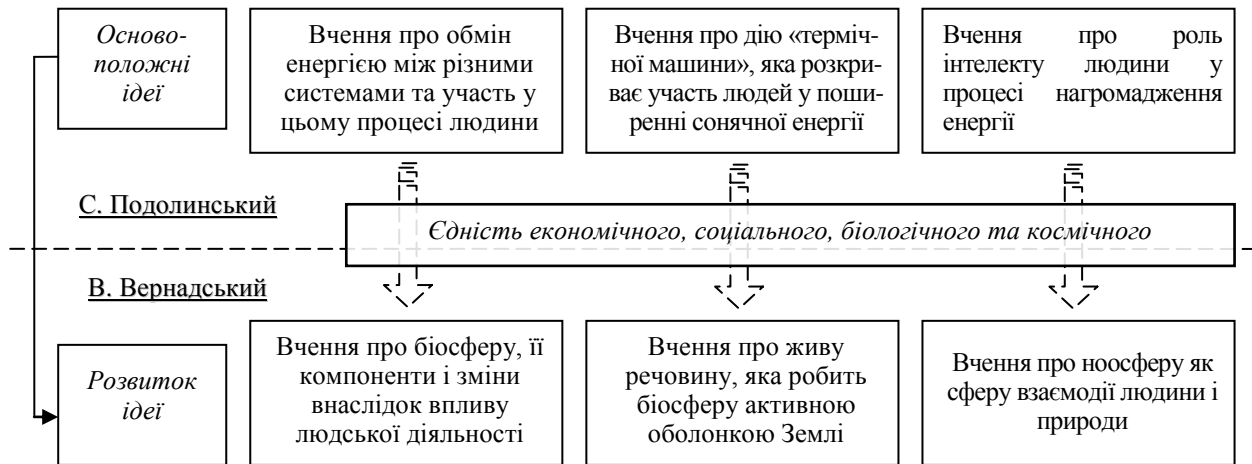 Осново-
положні
ідеї
Вчення про обмін
енергією між різними
системами та участь у
цьому процесі людини
Вчення про дію «терміч-
ної машини», яка розкри-
ває участь людей у поши-
ренні сонячної енергії
Вчення про роль
інтелекту людини у
процесі нагромадження
енергії
С. Подолинський
Єдність економічного, соціального, біологічного та космічного
В. Вернадський
Розвиток
ідеї
Вчення про біосферу, її
компоненти і зміни
внаслідок впливу
людської діяльності
Вчення про живу
речовину, яка робить
біосферу активною
оболонкою Землі
Вчення про ноосферу як
сферу взаємодії людини і
природи